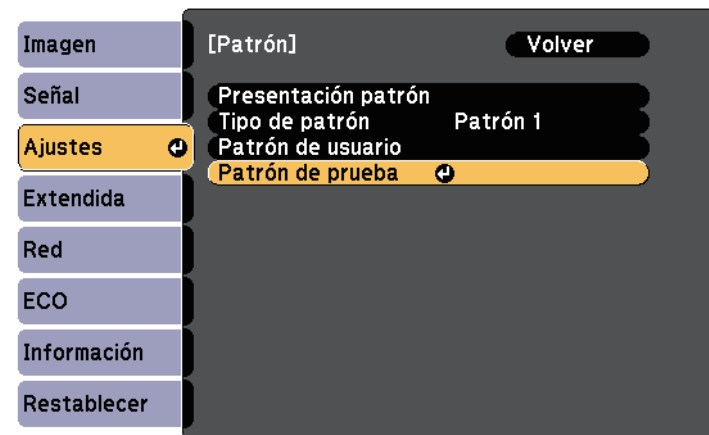 Imagen
Señal
Ajustes
Extendida
Red
ECO
Información
Restablecer
[Patrón] Volver
Presentación patrón
Tipo de patrón Patrón 1
Patrón de usuario
Patrón de prueba